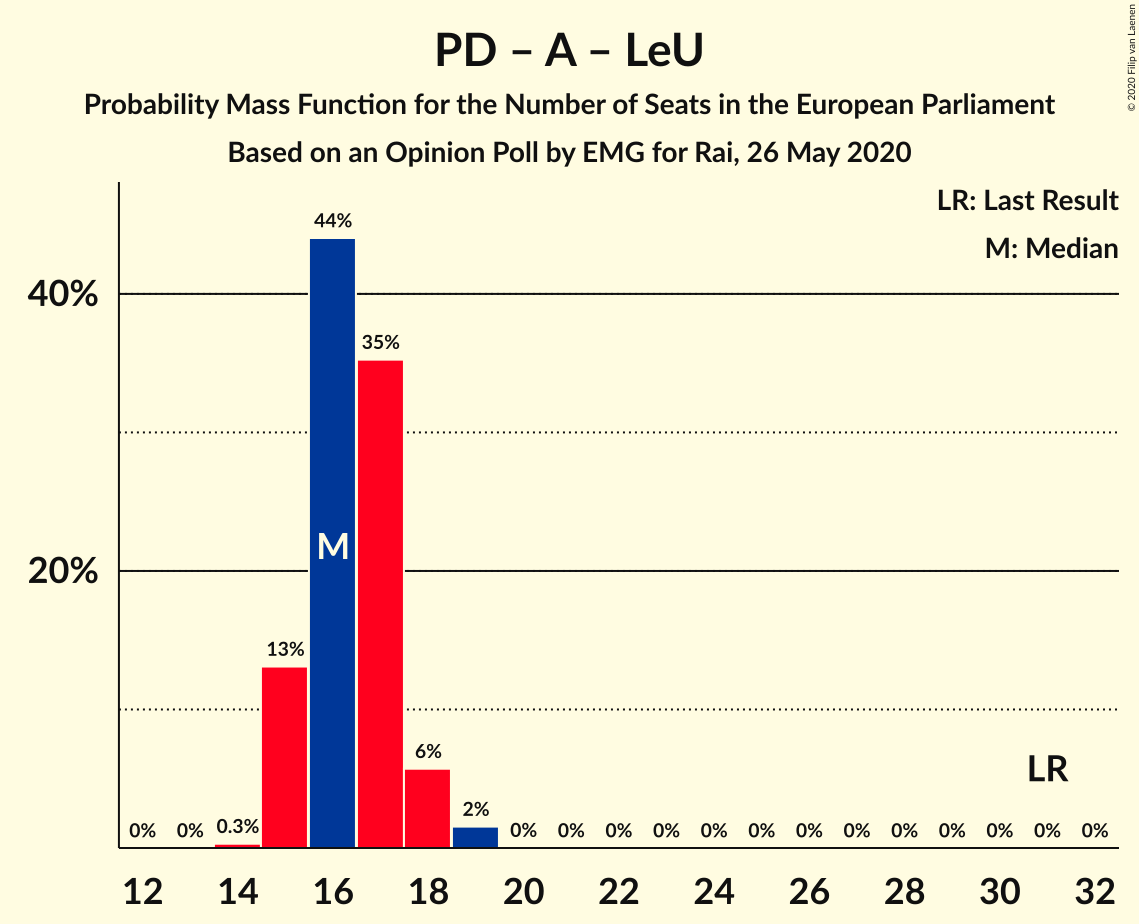 PD – A – LeU
Probability Mass Function for the Number of Seats in the European Parliament
Based on an Opinion Poll by EMG for Rai, 26 May 2020
© 2020 Filip van Laenen
LR: Last Result
M: Median
40%
20%
44%
35%
M
13%
6%
LR
2%
0% 0% 0.3% 0% 0% 0% 0% 0% 0% 0% 0% 0% 0% 0% 0% 0%
12 14 16 18 20 22 24 26 28 30 32